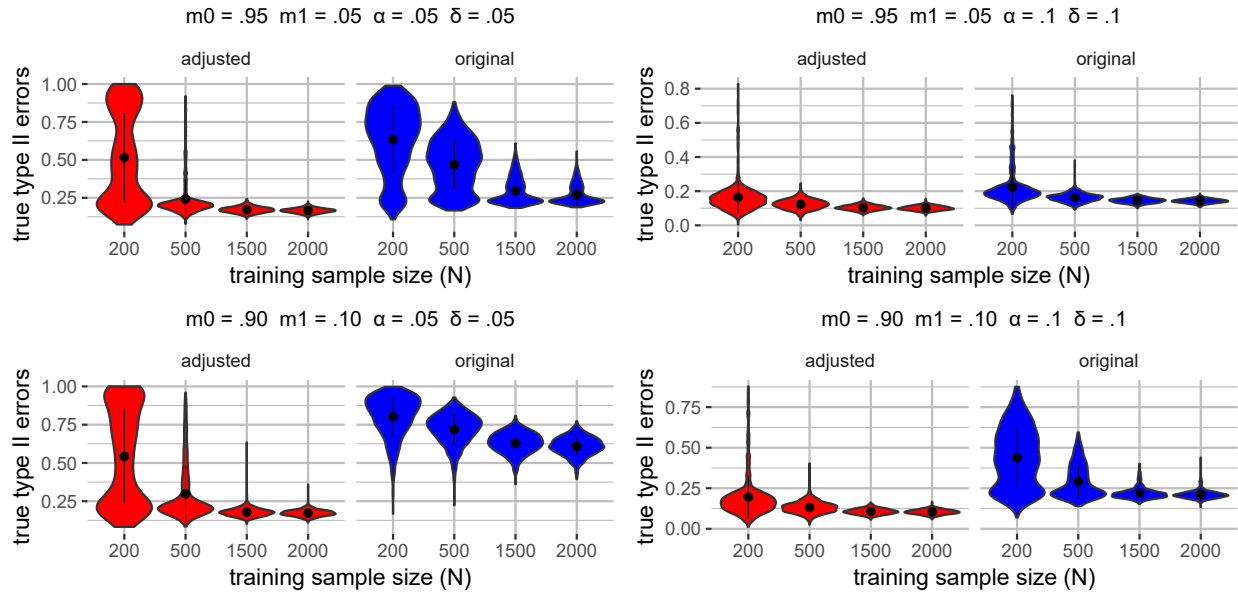 m0 = .95 m1 = .05 α = .05 δ = .05
adjusted original
true type II errors
1.00
0.75
0.50
0.25
200 500 1500 2000 200 500 1500 2000
training sample size (N)
m0 = .95 m1 = .05 α = .1 δ = .1
adjusted original
true type II errors
0.8
0.6
0.4
0.2
0.0
200 500 1500 2000 200 500 1500 2000
training sample size (N)
m0 = .90 m1 = .10 α = .05 δ = .05
adjusted original
true type II errors
1.00
0.75
0.50
0.25
200 500 1500 2000 200 500 1500 2000
training sample size (N)
m0 = .90 m1 = .10 α = .1 δ = .1
adjusted original
true type II errors
0.75
0.50
0.25
0.00
200 500 1500 2000 200 500 1500 2000
training sample size (N)